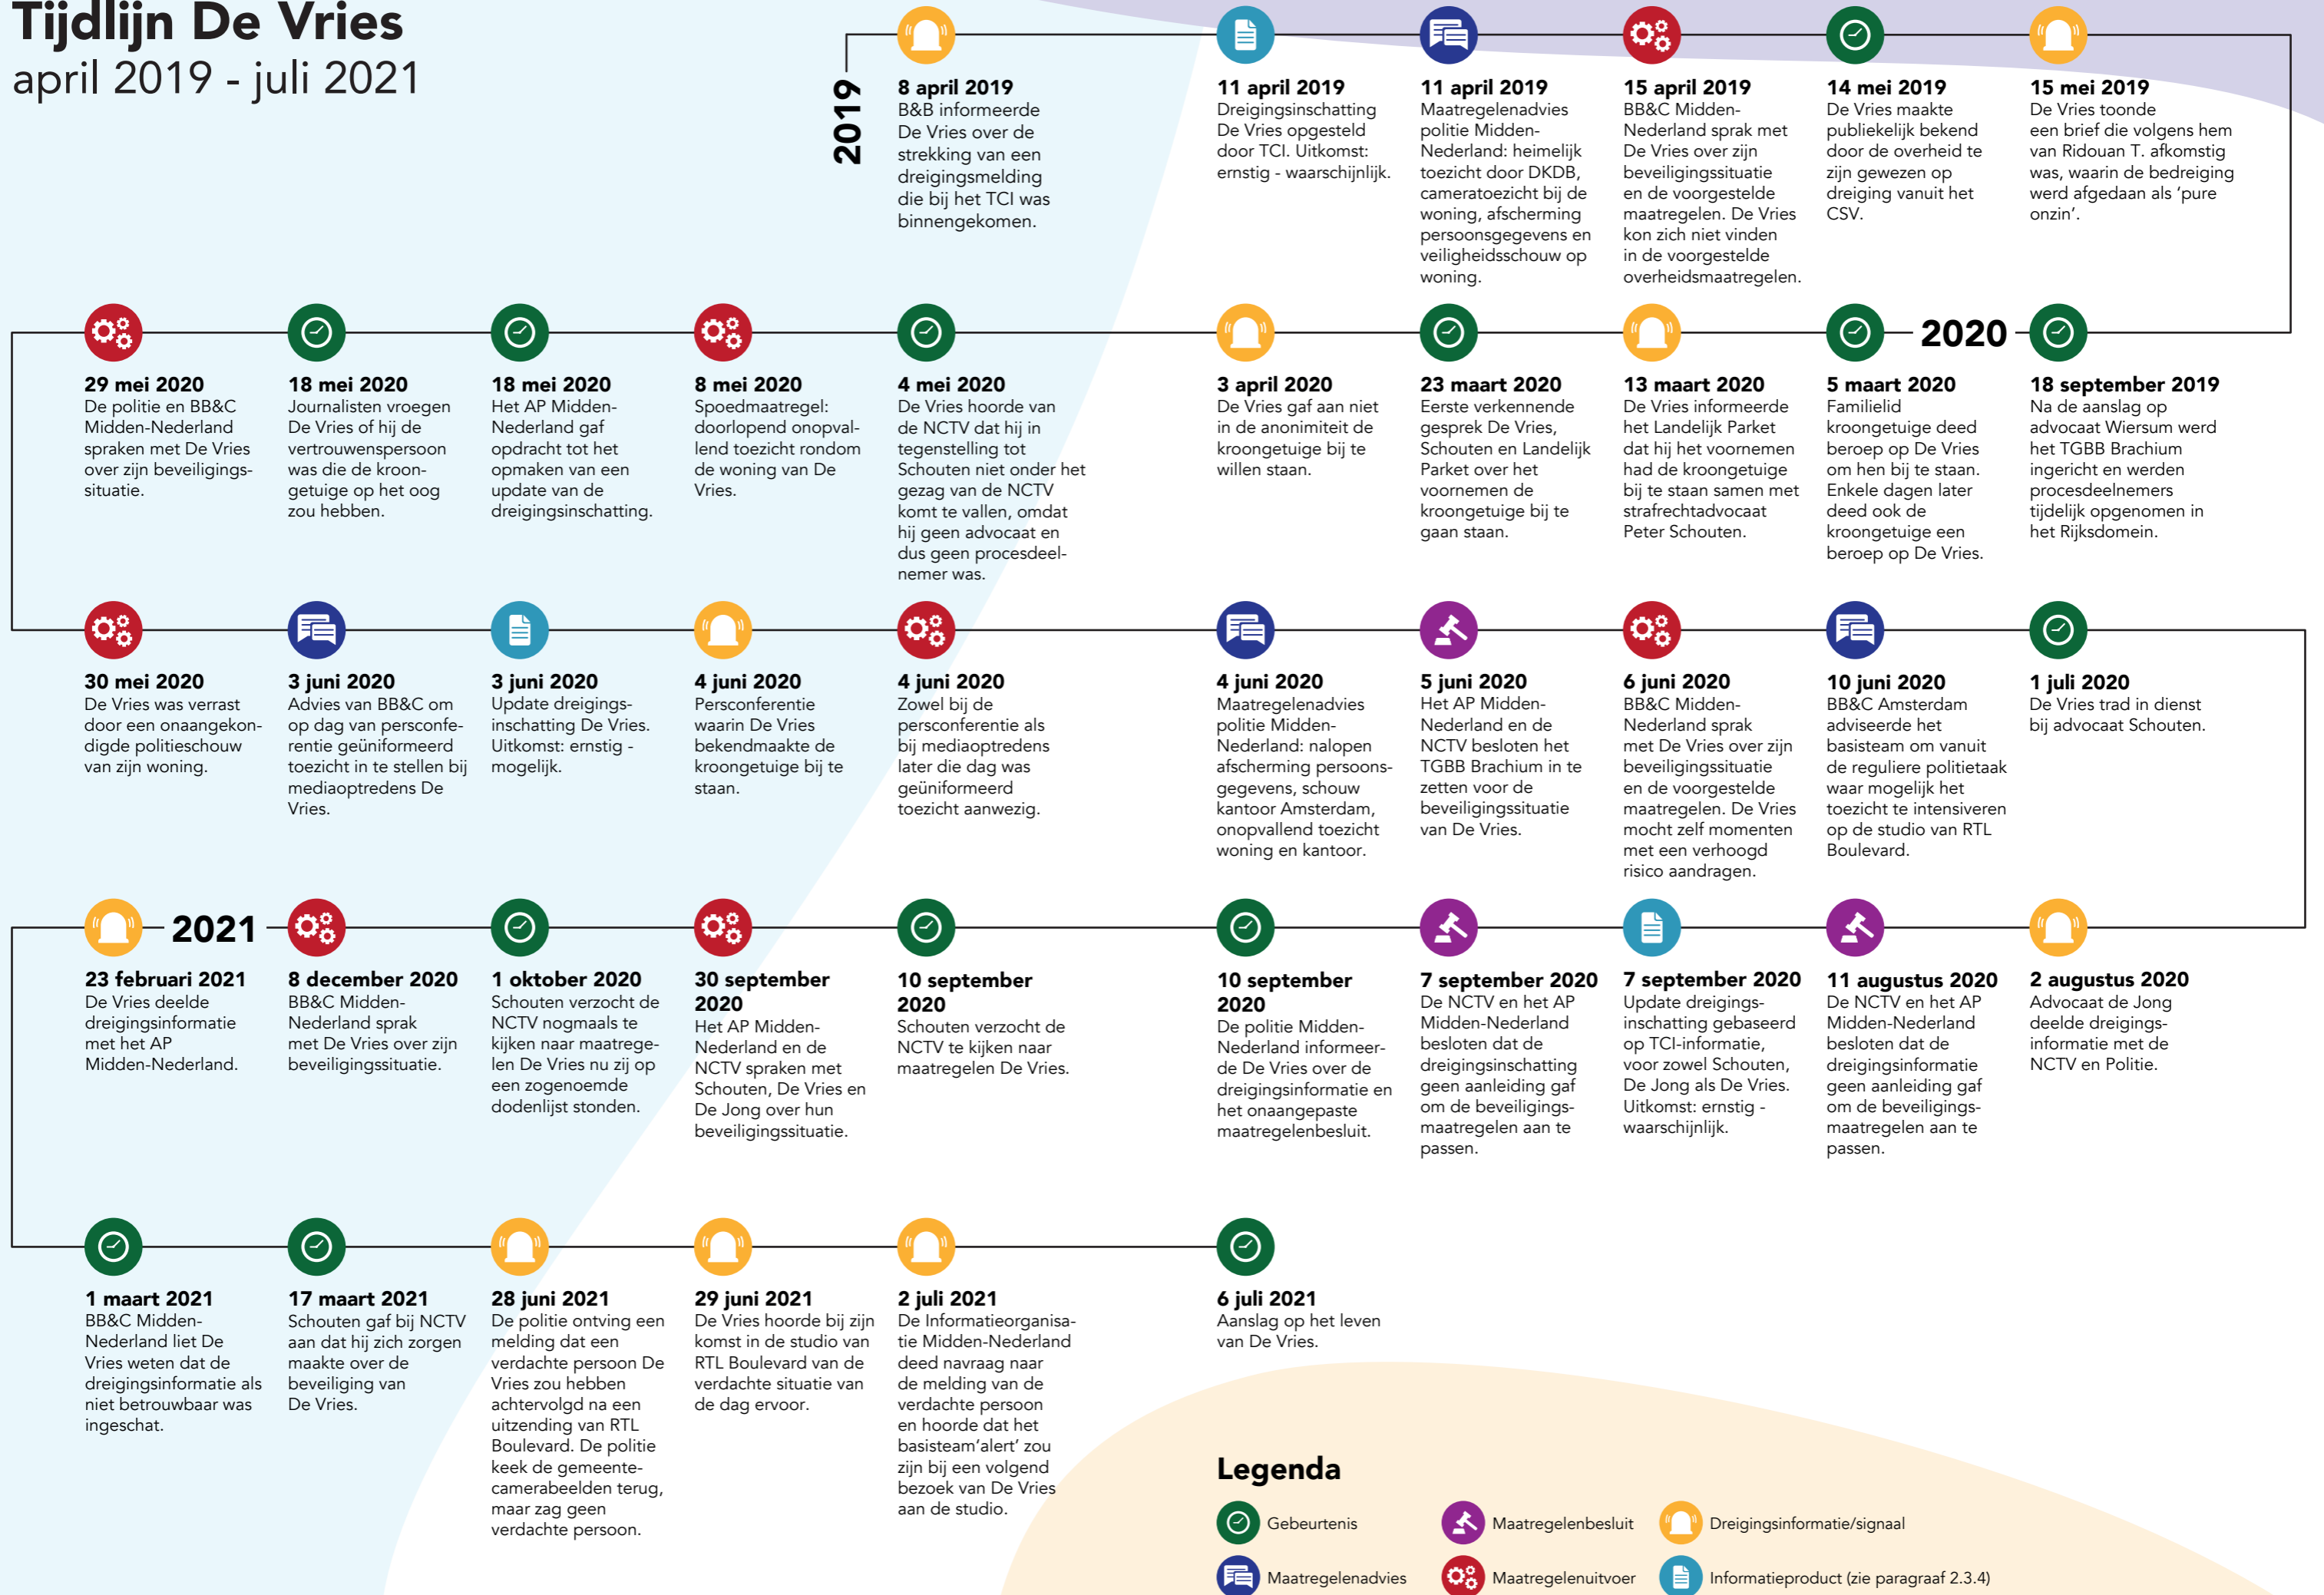 Tijdlijn De Vries
april 2019 - juli 2021
2019
8 april 2019
B&B informeerde
De Vries over de
strekking van een
dreigingsmelding
die bij het TCI was
binnengekomen.
11 april 2019
Dreigingsinschatting
De Vries opgesteld
door TCI. Uitkomst:
ernstig - waarschijnlijk.
11 april 2019
Maatregelenadvies
politie Midden-
Nederland: heimelijk
toezicht door DKDB,
cameratoezicht bij de
woning, afscherming
persoonsgegevens en
veiligheidsschouw op
woning.
15 april 2019
BB&C Midden-
Nederland sprak met
De Vries over zijn
beveiligingssituatie
en de voorgestelde
maatregelen. De Vries
kon zich niet vinden
in de voorgestelde
overheidsmaatregelen.
14 mei 2019
De Vries maakte
publiekelijk bekend
door de overheid te
zijn gewezen op
dreiging vanuit het
CSV.
15 mei 2019
De Vries toonde
een brief die volgens hem
van Ridouan T. afkomstig
was, waarin de bedreiging
werd afgedaan als ‘pure
onzin’.
18 september 2019
Na de aanslag op
advocaat Wiersum werd
het TGBB Brachium
ingericht en werden
procesdeelnemers
tijdelijk opgenomen in
het Rijksdomein.
2020
5 maart 2020
Familielid
kroongetuige deed
beroep op De Vries
om hen bij te staan.
Enkele dagen later
deed ook de
kroongetuige een
beroep op De Vries.
13 maart 2020
De Vries informeerde
het Landelijk Parket
dat hij het voornemen
had de kroongetuige
bij te staan samen met
strafrechtadvocaat
Peter Schouten.
23 maart 2020
Eerste verkennende
gesprek De Vries,
Schouten en Landelijk
Parket over het
voornemen de
kroongetuige bij te
gaan staan.
3 april 2020
De Vries gaf aan niet
in de anonimiteit de
kroongetuige bij te
willen staan.
4 mei 2020
De Vries hoorde van
de NCTV dat hij in
tegenstelling tot
Schouten niet onder het
gezag van de NCTV
komt te vallen, omdat
hij geen advocaat en
dus geen procesdeel-
nemer was.
8 mei 2020
Spoedmaatregel:
doorlopend onopval-
lend toezicht rondom
de woning van De
Vries.
18 mei 2020
Het AP Midden-
Nederland gaf
opdracht tot het
opmaken van een
update van de
dreigingsinschatting.
18 mei 2020
Journalisten vroegen
De Vries of hij de
vertrouwenspersoon
was die de kroon-
getuige op het oog
zou hebben.
29 mei 2020
De politie en BB&C
Midden-Nederland
spraken met De Vries
over zijn beveiligings-
situatie.
30 mei 2020
De Vries was verrast
door een onaangekon-
digde politieschouw
van zijn woning.
3 juni 2020
Advies van BB&C om
op dag van persconfe-
rentie geüniformeerd
toezicht in te stellen bij
mediaoptredens De
Vries.
3 juni 2020
Update dreigings-
inschatting De Vries.
Uitkomst: ernstig -
mogelijk.
4 juni 2020
Persconferentie
waarin De Vries
bekendmaakte de
kroongetuige bij te
staan.
4 juni 2020
Zowel bij de
persconferentie als
bij mediaoptredens
later die dag was
geüniformeerd
toezicht aanwezig.
4 juni 2020
Maatregelenadvies
politie Midden-
Nederland: nalopen
afscherming persoons-
gegevens, schouw
kantoor Amsterdam,
onopvallend toezicht
woning en kantoor.
5 juni 2020
Het AP Midden-
Nederland en de
NCTV besloten het
TGBB Brachium in te
zetten voor de
beveiligingssituatie
van De Vries.
6 juni 2020
BB&C Midden-
Nederland sprak
met De Vries over zijn
beveiligingssituatie
en de voorgestelde
maatregelen. De Vries
mocht zelf momenten
met een verhoogd
risico aandragen.
10 juni 2020
BB&C Amsterdam
adviseerde het
basisteam om vanuit
de reguliere politietaak
waar mogelijk het
toezicht te intensiveren
op de studio van RTL
Boulevard.
1 juli 2020
De Vries trad in dienst
bij advocaat Schouten.
2 augustus 2020
Advocaat de Jong
deelde dreigings-
informatie met de
NCTV en Politie.
11 augustus 2020
De NCTV en het AP
Midden-Nederland
besloten dat de
dreigingsinformatie
geen aanleiding gaf
om de beveiligings-
maatregelen aan te
passen.
7 september 2020
Update dreigings-
inschatting gebaseerd
op TCI-informatie,
voor zowel Schouten,
De Jong als De Vries.
Uitkomst: ernstig -
waarschijnlijk.
7 september 2020
De NCTV en het AP
Midden-Nederland
besloten dat de
dreigingsinschatting
geen aanleiding gaf
om de beveiligings-
maatregelen aan te
passen.
10 september
2020
De politie Midden-
Nederland informeer-
de De Vries over de
dreigingsinformatie en
het onaangepaste
maatregelenbesluit.
10 september
2020
Schouten verzocht de
NCTV te kijken naar
maatregelen De Vries.
30 september
2020
Het AP Midden-
Nederland en de
NCTV spraken met
Schouten, De Vries en
De Jong over hun
beveiligingssituatie.
1 oktober 2020
Schouten verzocht de
NCTV nogmaals te
kijken naar maatrege-
len De Vries nu zij op
een zogenoemde
dodenlijst stonden.
8 december 2020
BB&C Midden-
Nederland sprak
met De Vries over zijn
beveiligingssituatie.
2021
23 februari 2021
De Vries deelde
dreigingsinformatie
met het AP
Midden-Nederland.
1 maart 2021
BB&C Midden-
Nederland liet De
Vries weten dat de
dreigingsinformatie als
niet betrouwbaar was
ingeschat.
17 maart 2021
Schouten gaf bij NCTV
aan dat hij zich zorgen
maakte over de
beveiliging van
De Vries.
28 juni 2021
De politie ontving een
melding dat een
verdachte persoon De
Vries zou hebben
achtervolgd na een
uitzending van RTL
Boulevard. De politie
keek de gemeente-
camerabeelden terug,
maar zag geen
verdachte persoon.
29 juni 2021
De Vries hoorde bij zijn
komst in de studio van
RTL Boulevard van de
verdachte situatie van
de dag ervoor.
2 juli 2021
De Informatieorganisa-
tie Midden-Nederland
deed navraag naar
de melding van de
verdachte persoon
en hoorde dat het
basisteam‘alert’ zou
zijn bij een volgend
bezoek van De Vries
aan de studio.
6 juli 2021
Aanslag op het leven
van De Vries.
Legenda
Gebeurtenis
Maatregelenbesluit
Dreigingsinformatie/signaal
Maatregelenadvies
Maatregelenuitvoer
Informatieproduct (zie paragraaf 2.3.4)